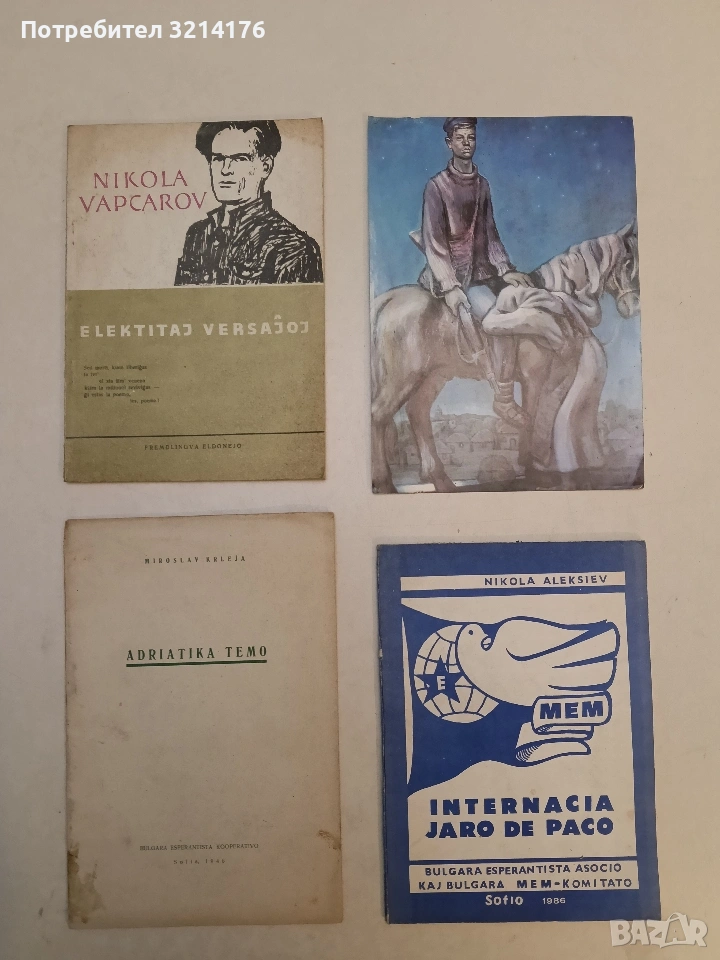 Потребител 3214176
NIKOLA
VAPCAROV
ELEKTITAJ VERSAĴOJ
FREMDLINGVA ELDONEJO
MIROSLAV KRLEJA
ADRIATIKA TEMO
BULGARA ESPERANTISTA KOOPERATIVO
NIKOLA ALEKSIEV
E
MEM
INTERNACIA
JARO DE PACO
BULGARA ESPERANTISTA ASOCIO
KAJ BULGARA MEM-KOMITATO
Sofio 1986
BAZAR